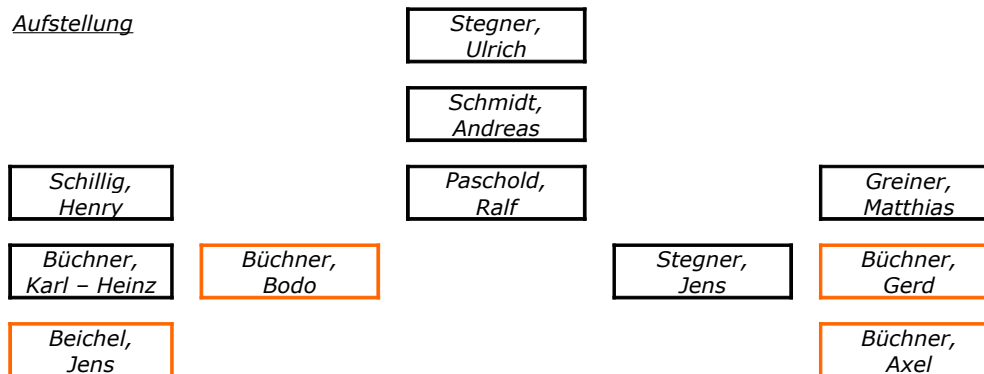 Aufstellung
Stegner,
Ulrich
Schmidt,
Andreas
Schillig,
Henry
Paschold,
Ralf
Greiner,
Matthias
Büchner,
Karl – Heinz
Büchner,
Bodo
Stegner,
Jens
Büchner,
Gerd
Beichel,
Jens
Büchner,
Axel